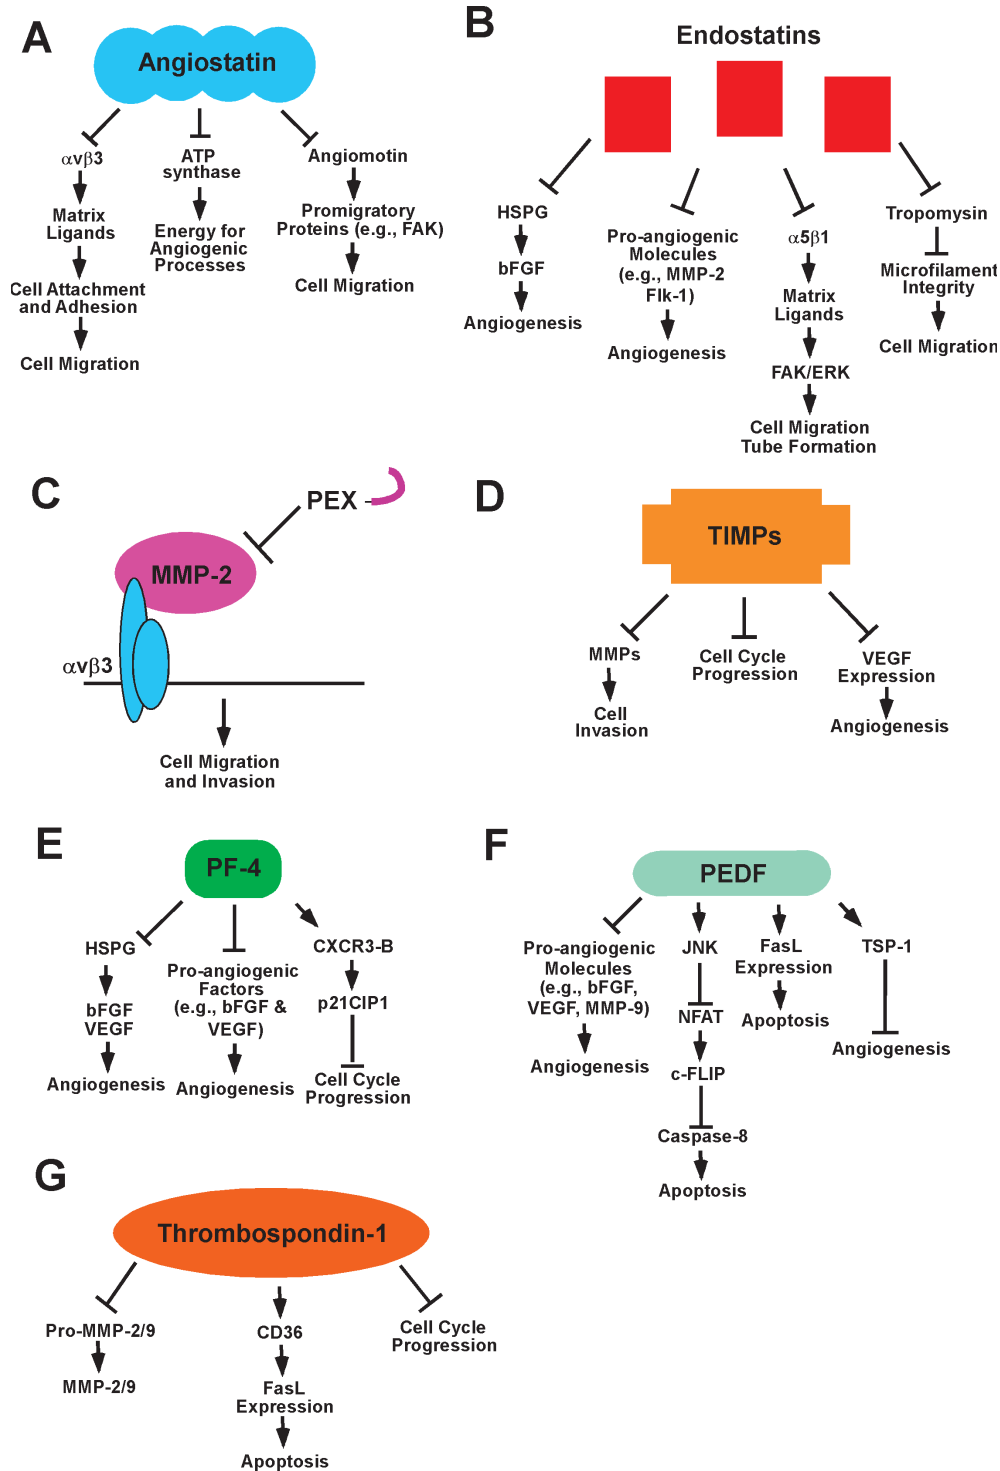 A
Angiostatin
αvβ3
Matrix
Ligands
Cell Attachment
and Adhesion
Cell Migration
ATP
synthase
Energy for
Angiogenic
Processes
Angiomotin
Promigratory
Proteins (e.g., FAK)
Cell Migration
B
Endostatins
HSPG
bFGF
Angiogenesis
Pro-angiogenic
Molecules
(e.g., MMP-2
Flk-1)
Angiogenesis
α5β1
Matrix
Ligands
FAK/ERK
Cell Migration
Tube Formation
Tropomysin
Microfilament
Integrity
Cell Migration
C
PEX
MMP-2
αvβ3
Cell Migration
and Invasion
D
TIMPs
MMPs
Cell
Invasion
Cell Cycle
Progression
VEGF
Expression
Angiogenesis
E
PF-4
HSPG
bFGF
VEGF
Angiogenesis
Pro-angiogenic
Factors
(e.g., bFGF &
VEGF)
Angiogenesis
CXCR3-B
p21CIP1
Cell Cycle
Progression
F
PEDF
Pro-angiogenic
Molecules
(e.g., bFGF,
VEGF, MMP-9)
Angiogenesis
JNK
NFAT
c-FLIP
Caspase-8
Apoptosis
FasL
Expression
Apoptosis
TSP-1
Angiogenesis
G
Thrombospondin-1
Pro-MMP-2/9
MMP-2/9
CD36
FasL
Expression
Apoptosis
Cell Cycle
Progression